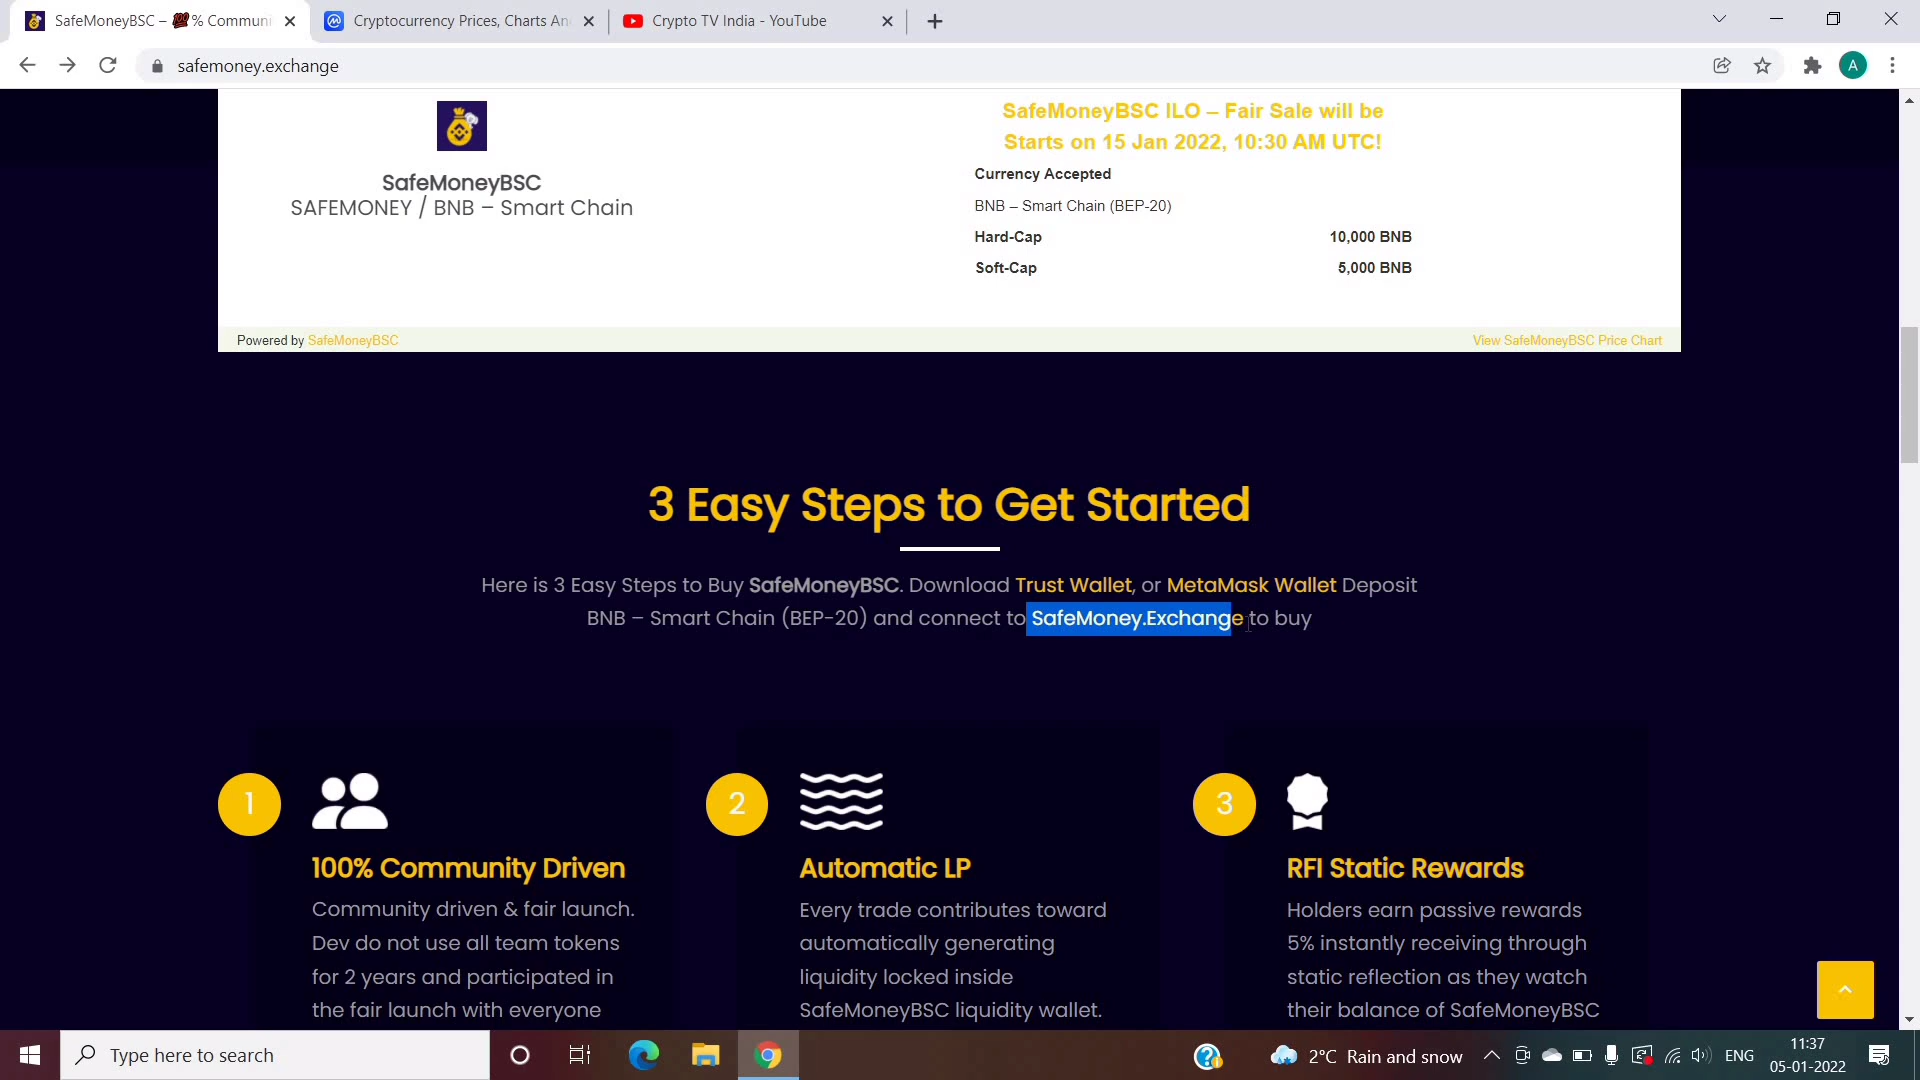 SafeMoneyBSC – 💯% Communi
Cryptocurrency Prices, Charts An
Crypto TV India - YouTube
safemoney.exchange
A
SafeMoneyBSC
SAFEMONEY / BNB – Smart Chain
SafeMoneyBSC ILO – Fair Sale will be
Starts on 15 Jan 2022, 10:30 AM UTC!
Currency Accepted
BNB – Smart Chain (BEP-20)
Hard-Cap 10,000 BNB
Soft-Cap 5,000 BNB
Powered by SafeMoneyBSC
View SafeMoneyBSC Price Chart
3 Easy Steps to Get Started
Here is 3 Easy Steps to Buy SafeMoneyBSC. Download Trust Wallet, or MetaMask Wallet Deposit
BNB – Smart Chain (BEP-20) and connect to SafeMoney.Exchange to buy
1
100% Community Driven
Community driven & fair launch.
Dev do not use all team tokens
for 2 years and participated in
the fair launch with everyone
2
Automatic LP
Every trade contributes toward
automatically generating
liquidity locked inside
SafeMoneyBSC liquidity wallet.
3
RFI Static Rewards
Holders earn passive rewards
5% instantly receiving through
static reflection as they watch
their balance of SafeMoneyBSC
Type here to search
2°C Rain and snow
ENG
11:37
05-01-2022